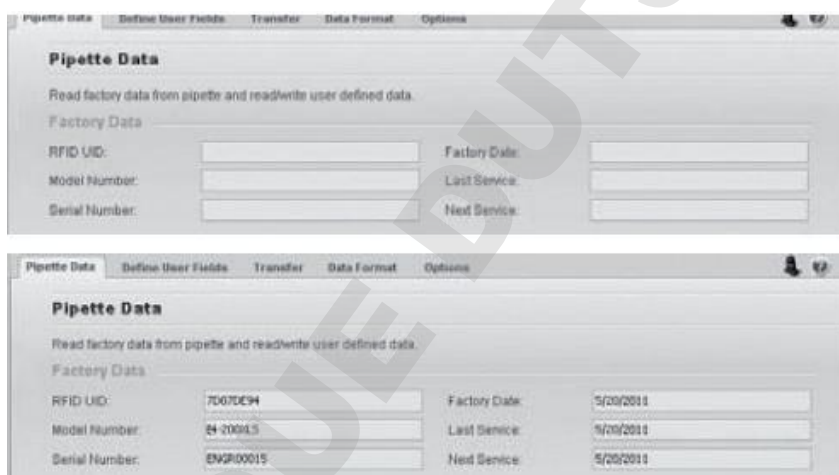 Pipette Data Define User Fields Transfer Data Format Options
Pipette Data
Read factory data from pipette and read/write user defined data.
Factory Data
RFID UID: Factory Date:
Model Number: Last Service:
Serial Number: Next Service:
Pipette Data Define User Fields Transfer Data Format Options
Pipette Data
Read factory data from pipette and read/write user defined data.
Factory Data
RFID UID: 7D07DE94 Factory Date: 5/20/2011
Model Number: Last Service: 5/20/2011
Serial Number: ENGR00015 Next Service: 5/20/2011